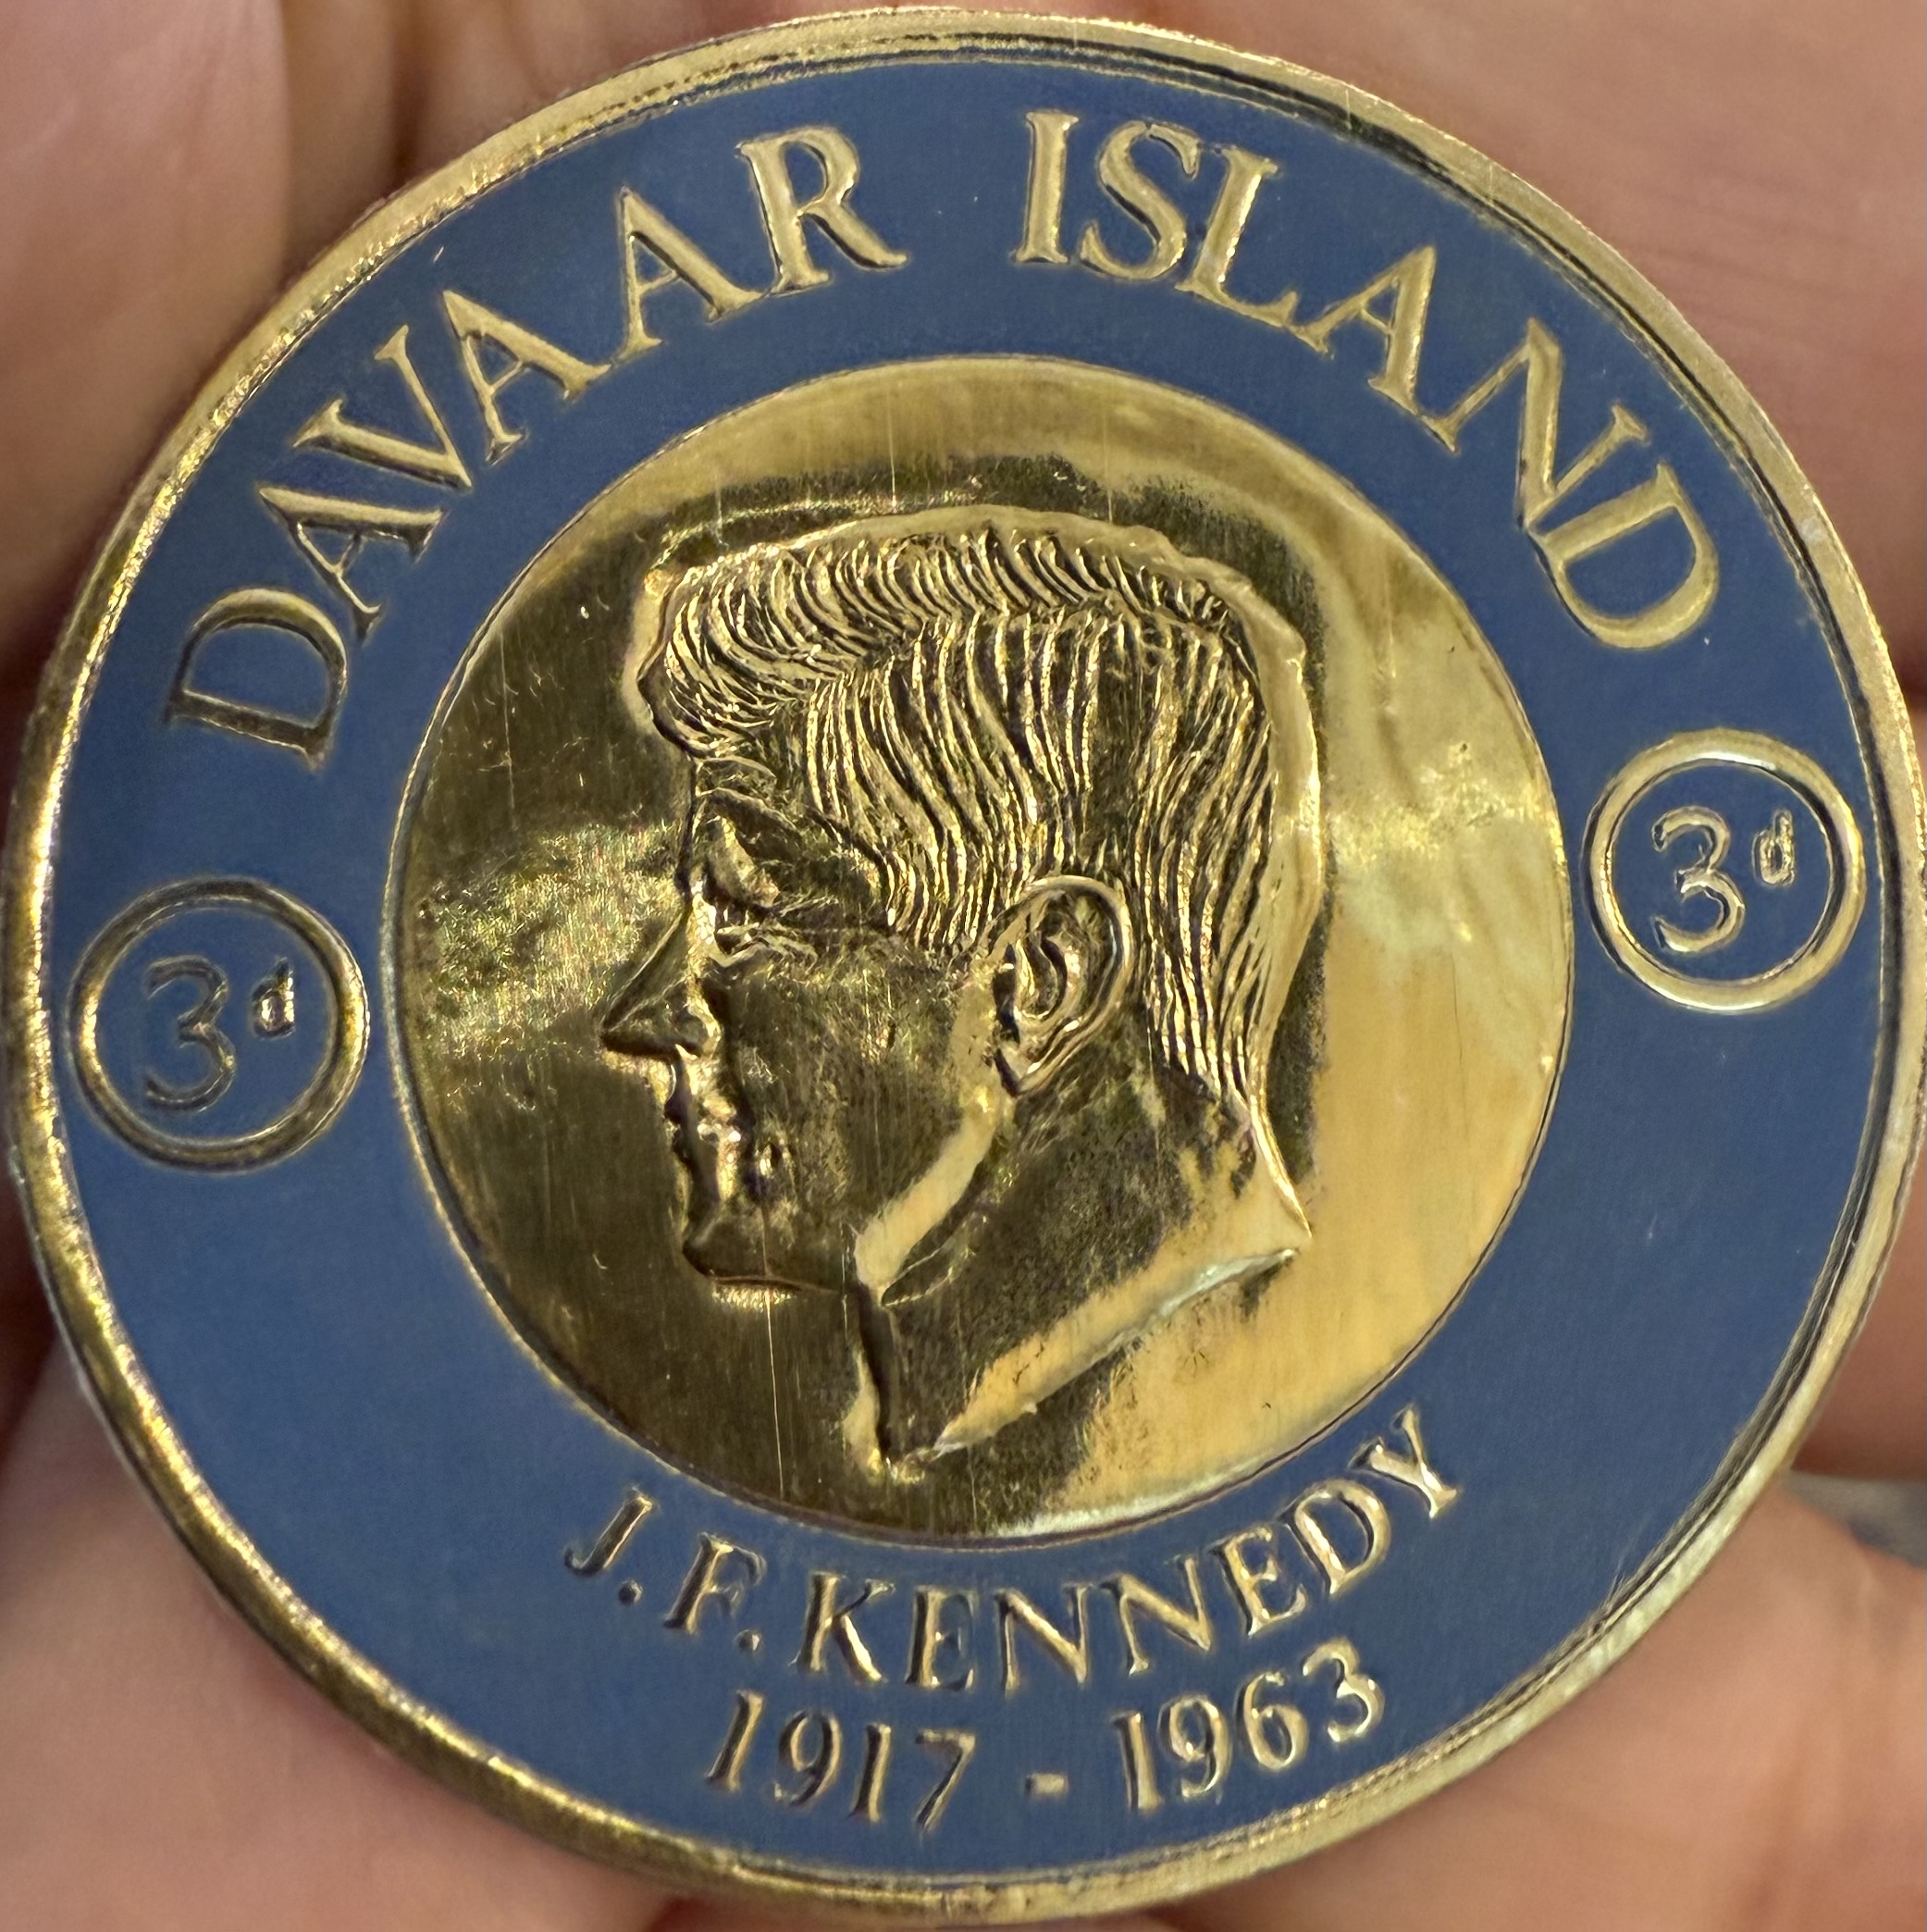 DAVAAR ISLAND
3d
3d
J.F. KENNEDY
1917 - 1963